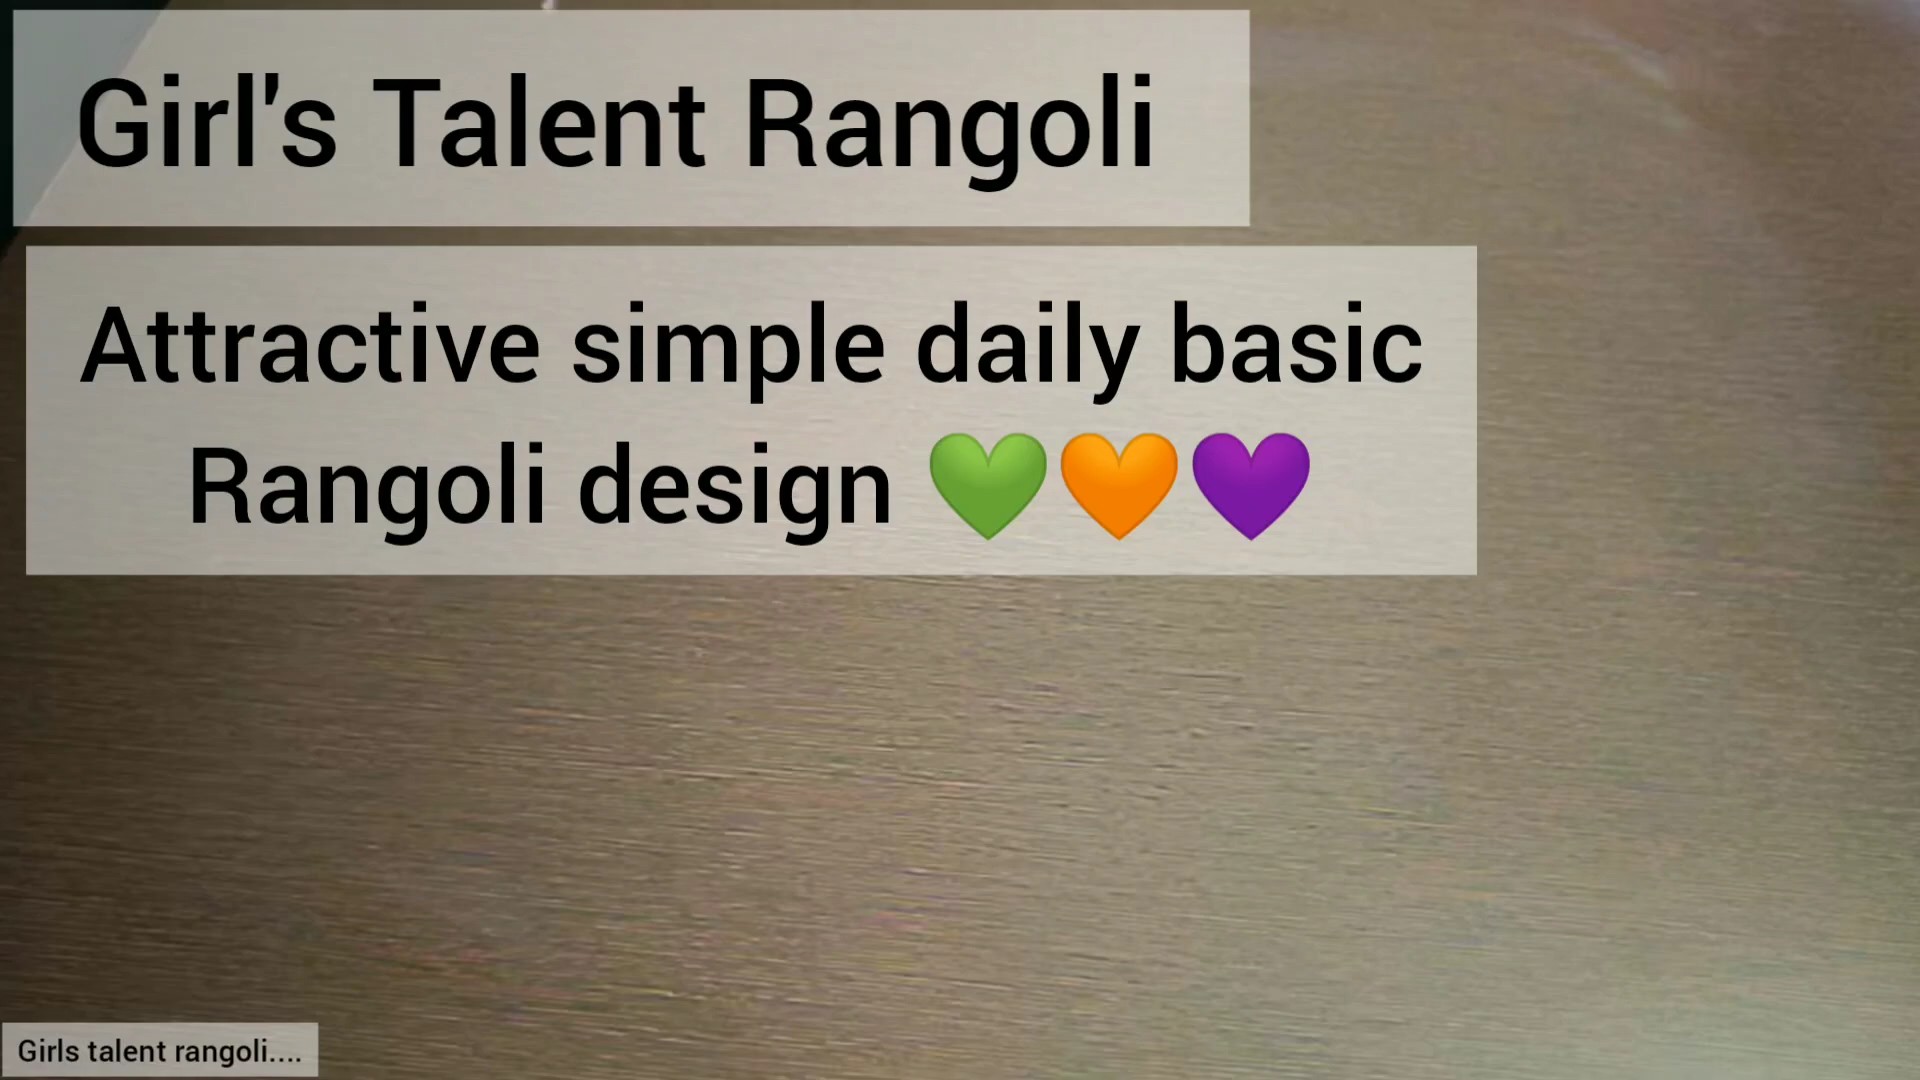 Girl's Talent Rangoli
Attractive simple daily basic
Rangoli design 💚🧡💜
Girls talent rangoli....